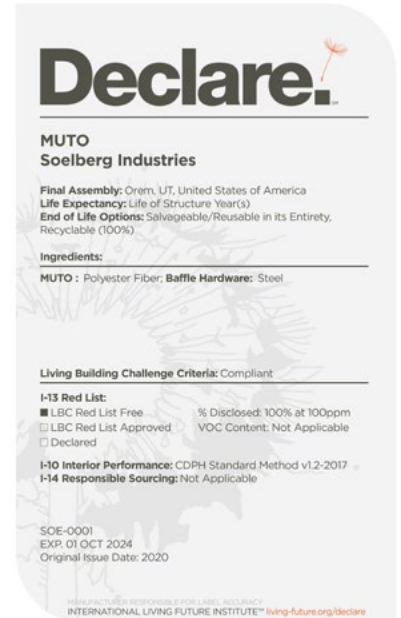 Declare.
MUTO
Soelberg Industries
Final Assembly: Orem, UT, United States of America
Life Expectancy: Life of Structure Year(s)
End of Life Options: Salvageable/Reusable in its Entirety,
Recyclable (100%)
Ingredients:
MUTO : Polyester Fiber; Baffle Hardware: Steel
Living Building Challenge Criteria: Compliant
I-13 Red List:
■ LBC Red List Free % Disclosed: 100% at 100ppm
□ LBC Red List Approved VOC Content: Not Applicable
□ Declared
I-10 Interior Performance: CDPH Standard Method v1.2-2017
I-14 Responsible Sourcing: Not Applicable
SOE-0001
EXP. 01 OCT 2024
Original Issue Date: 2020
MANUFACTURER RESPONSIBLE FOR LABEL ACCURACY
INTERNATIONAL LIVING FUTURE INSTITUTE™ living-future.org/declare